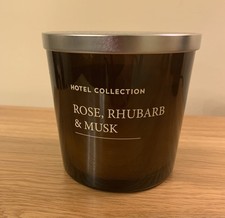 HOTEL COLLECTION
ROSE, RHUBARB
& MUSK